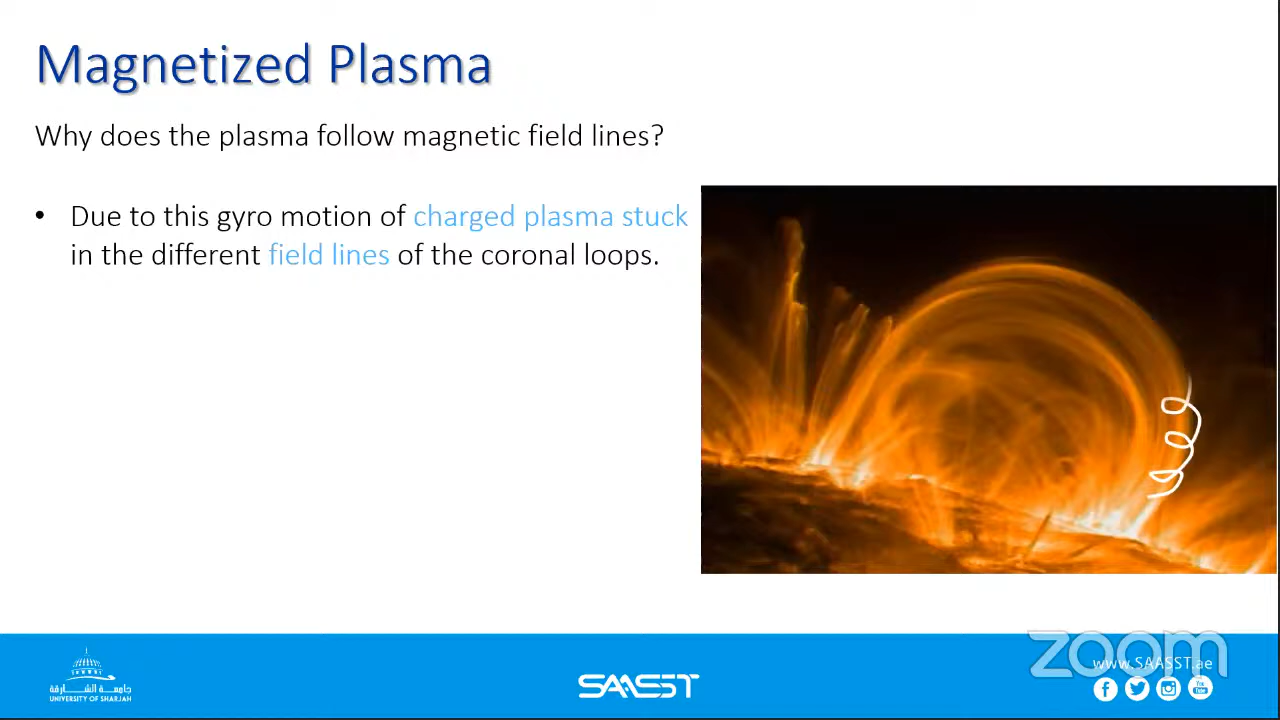 Magnetized Plasma
Why does the plasma follow magnetic field lines?
• Due to this gyro motion of charged plasma stuck
in the different field lines of the coronal loops.
جامعة الشارقة
UNIVERSITY OF SHARJAH
SAASST
zoom
www.SAASST.ae
You
Tube